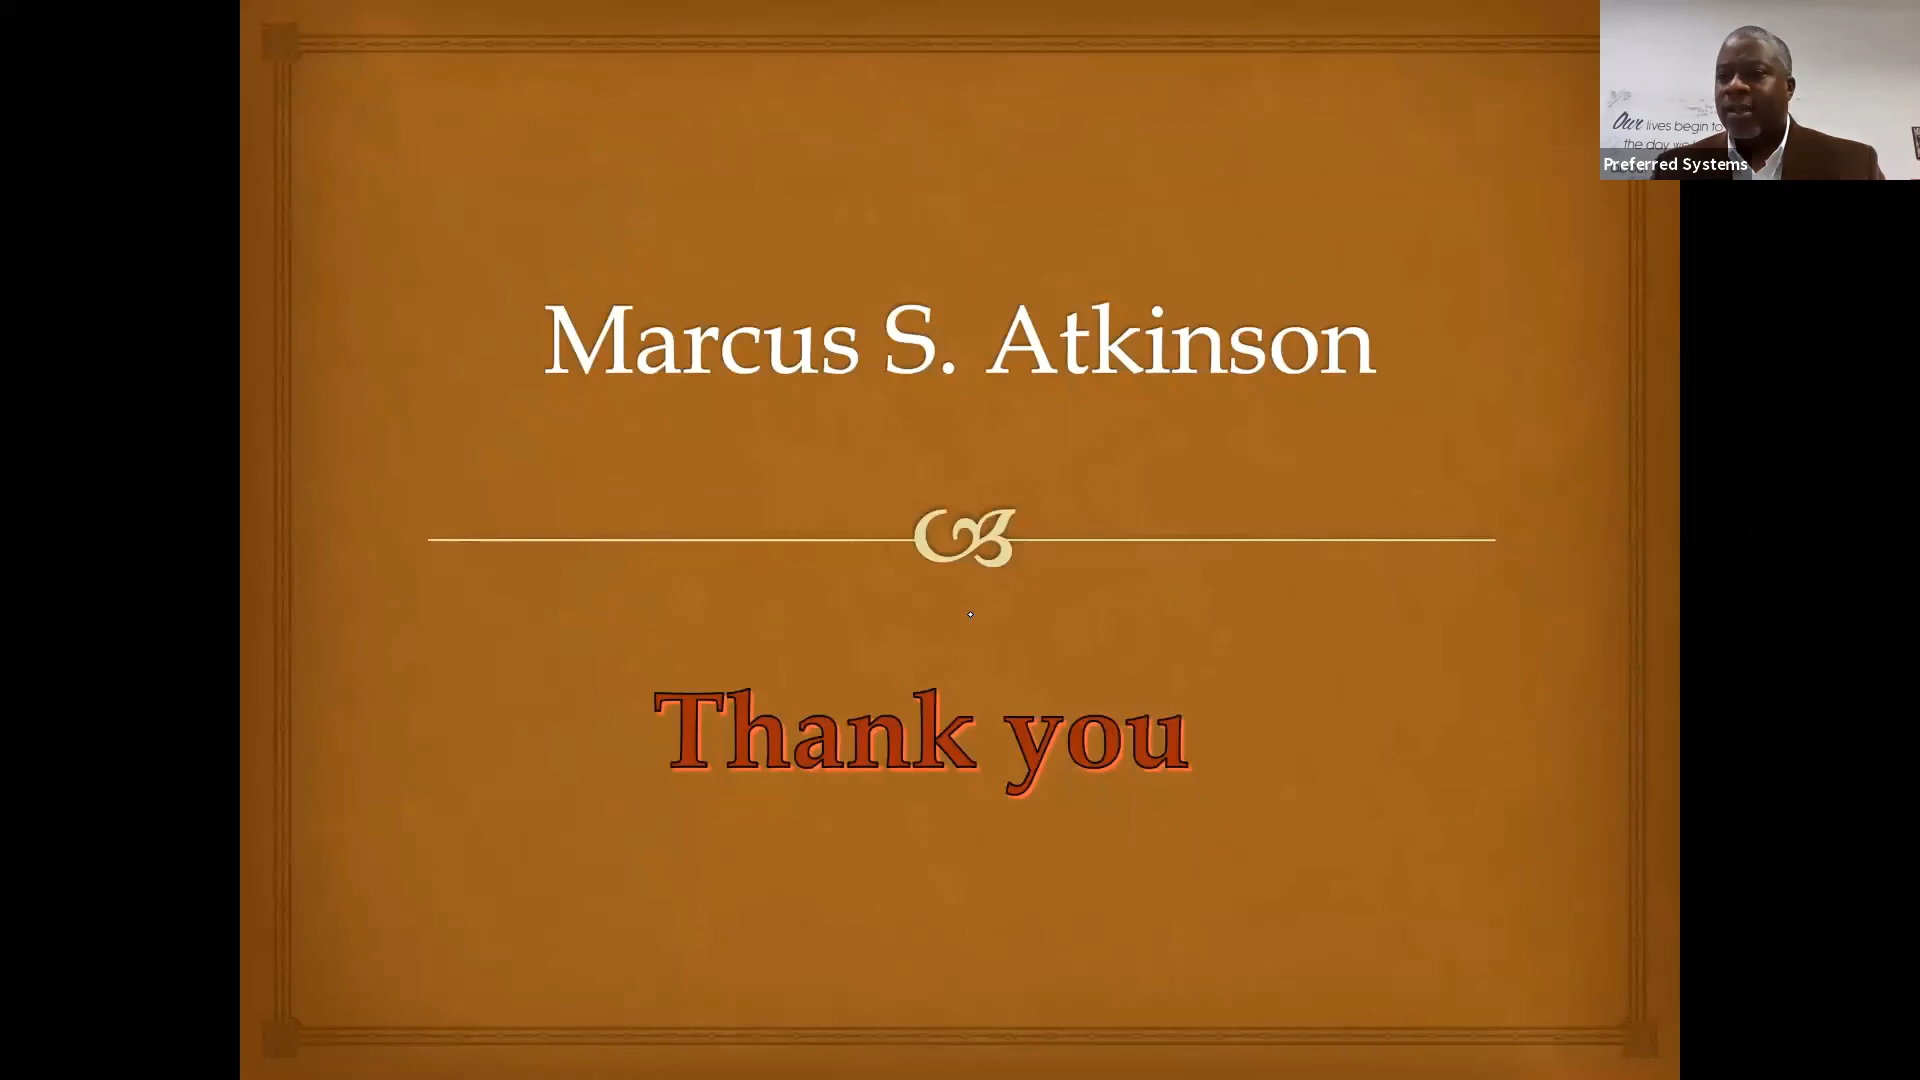 Marcus S. Atkinson
Thank you
Our lives begin to
the day we
Preferred Systems